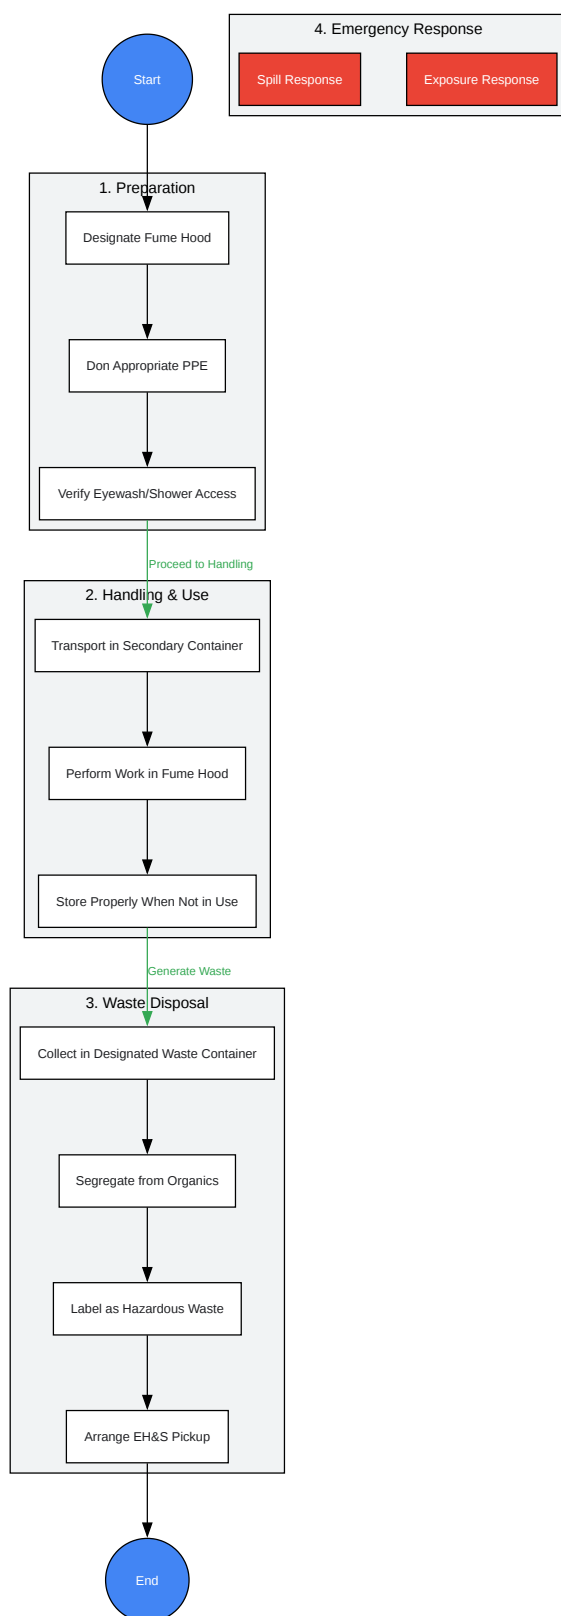 4. Emergency Response
Start
Spill Response
Exposure Response
1. Preparation
Designate Fume Hood
Don Appropriate PPE
Verify Eyewash/Shower Access
Proceed to Handling
2. Handling & Use
Transport in Secondary Container
Perform Work in Fume Hood
Store Properly When Not in Use
Generate Waste
3. Waste Disposal
Collect in Designated Waste Container
Segregate from Organics
Label as Hazardous Waste
Arrange EH&S Pickup
End